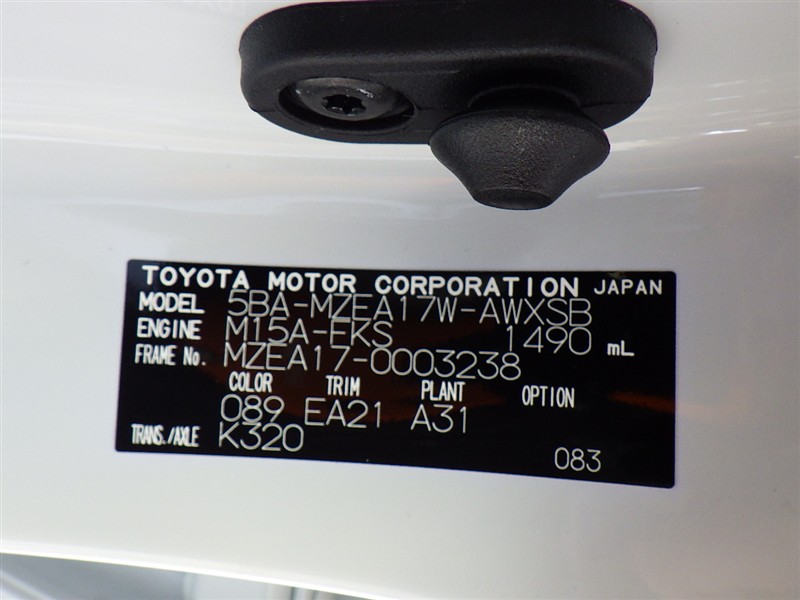 TOYOTA MOTOR CORPORATION JAPAN
MODEL 5BA-MZEA17W-AWXSB
ENGINE M15A-FKS 1490 mL
FRAME No. MZEA17-0003238
COLOR TRIM PLANT OPTION
089 EA21 A31
TRANS./AXLE K320
083